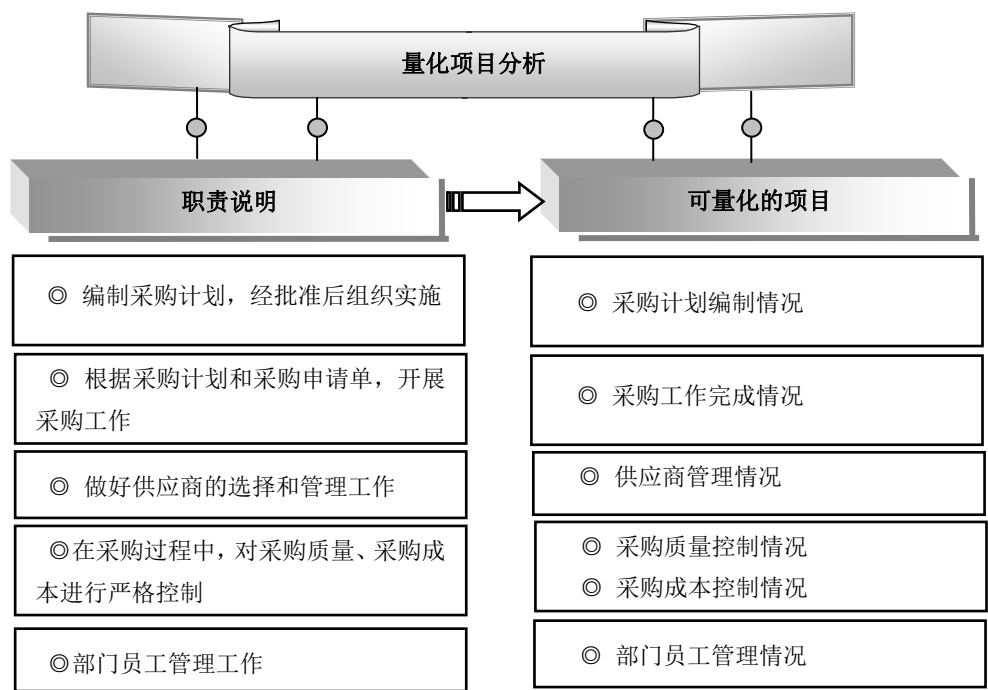 量化项目分析
职责说明
可量化的项目
◎ 编制采购计划，经批准后组织实施
◎ 采购计划编制情况
◎ 根据采购计划和采购申请单，开展
采购工作
◎ 采购工作完成情况
◎ 做好供应商的选择和管理工作
◎ 供应商管理情况
◎在采购过程中，对采购质量、采购成
本进行严格控制
◎ 采购质量控制情况
◎ 采购成本控制情况
◎部门员工管理工作
◎ 部门员工管理情况